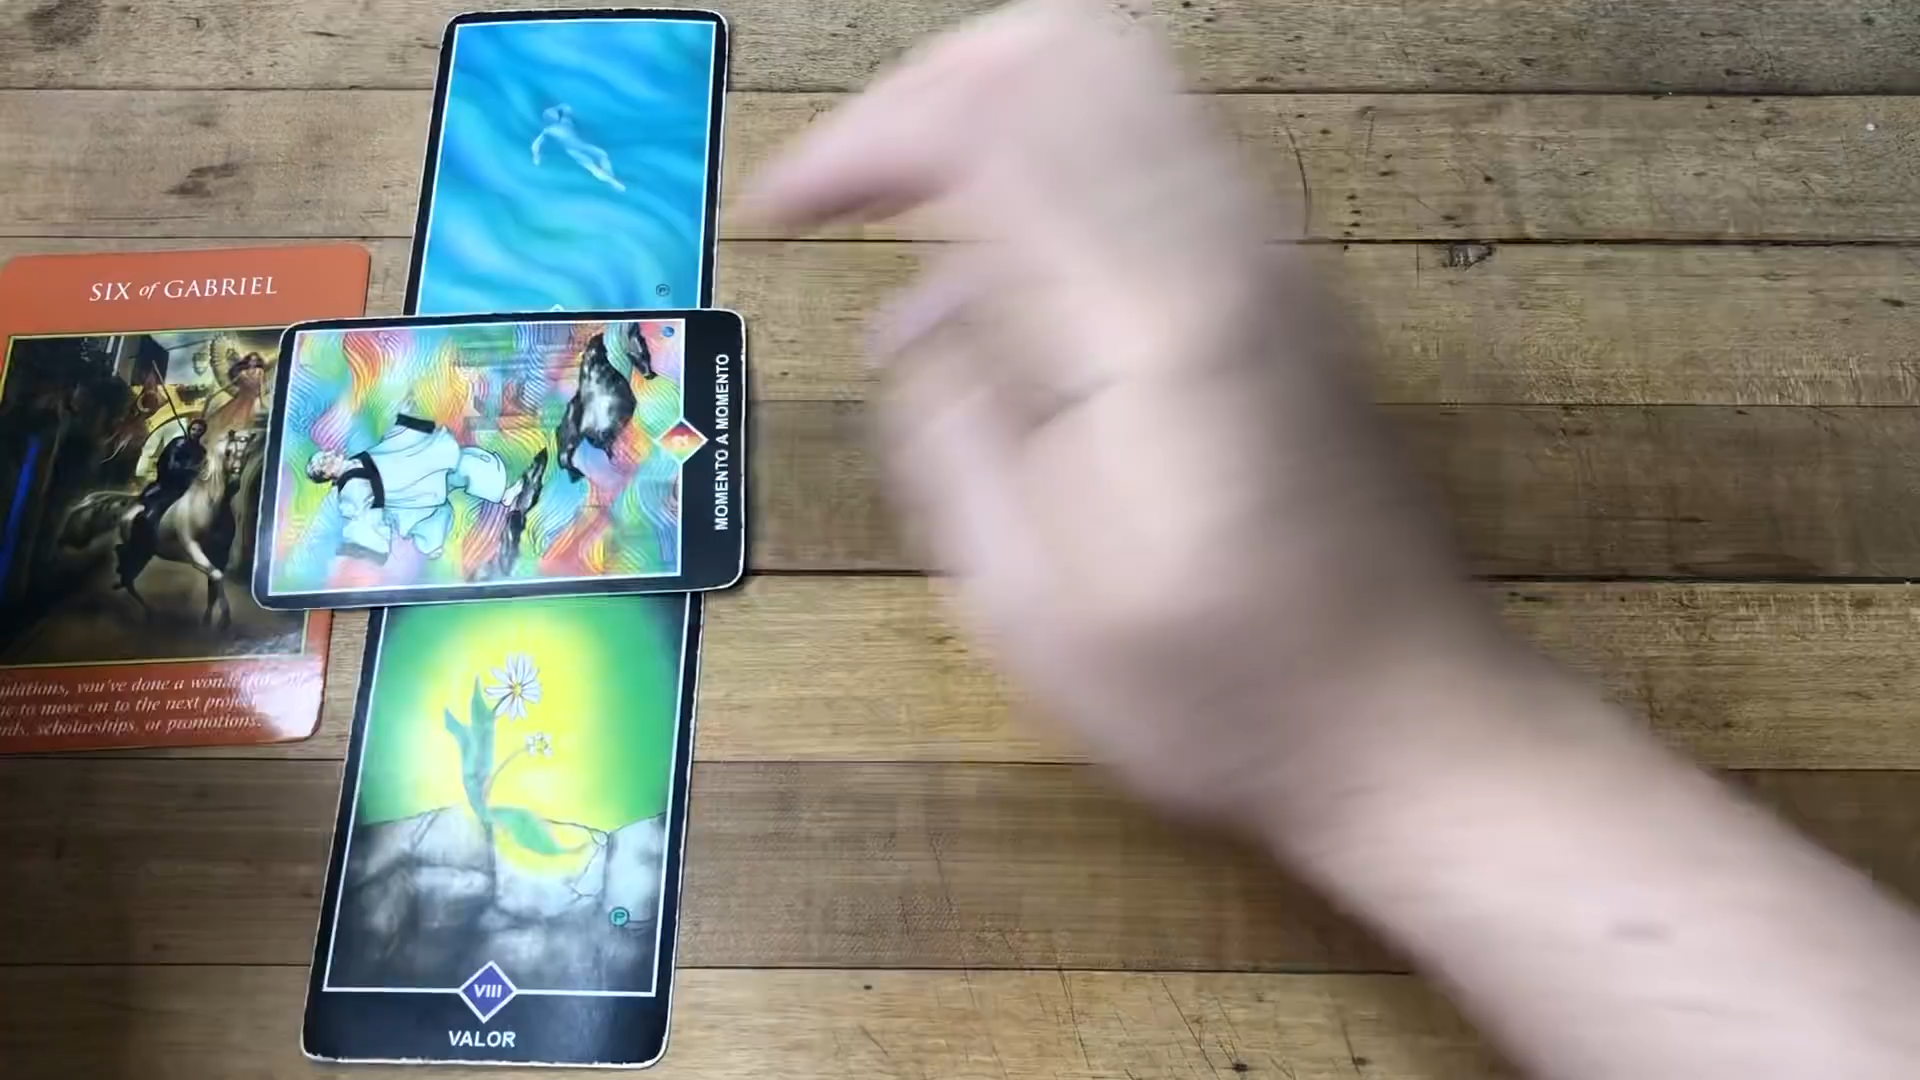 SIX of GABRIEL
you've done a
to move on to the next
scholarships, or promotions.
MOMENTO A MOMENTO
P
P
VIII
VALOR